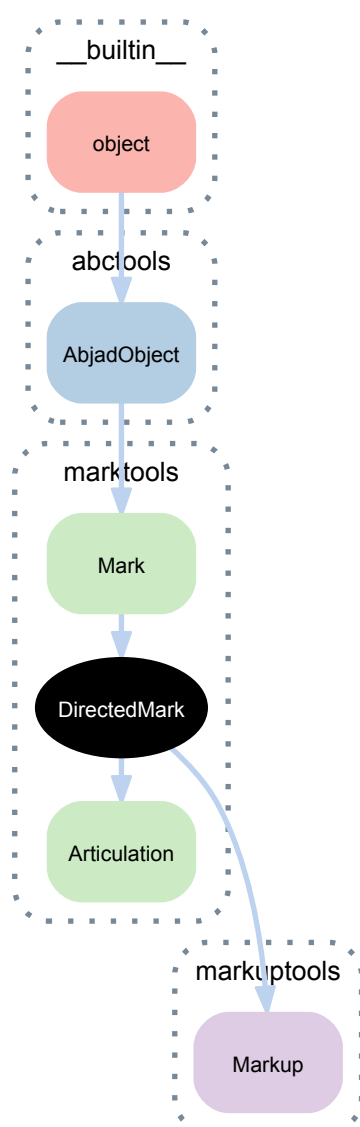 __builtin__
object
abctools
AbjadObject
marktools
Mark
DirectedMark
Articulation
markuptools
Markup